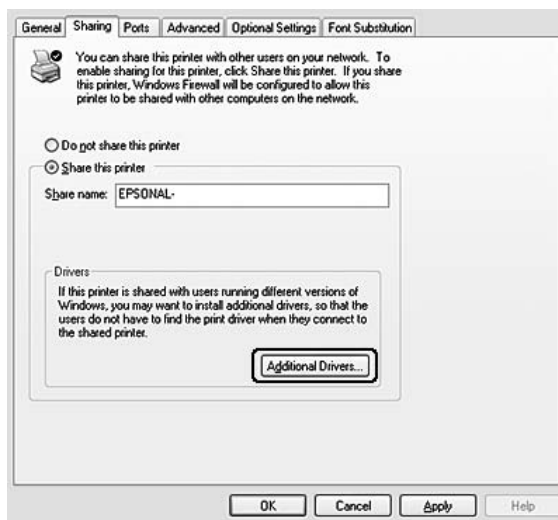 General Sharing Ports Advanced Optional Settings Font Substitution
You can share this printer with other users on your network. To
enable sharing for this printer, click Share this printer. If you share
this printer, Windows Firewall will be configured to allow this
printer to be shared with other computers on the network.
Do not share this printer
Share this printer
Share name: EPSONAL-
Drivers
If this printer is shared with users running different versions of
Windows, you may want to install additional drivers, so that the
users do not have to find the print driver when they connect to
the shared printer.
Additional Drivers...
OK Cancel Apply Help